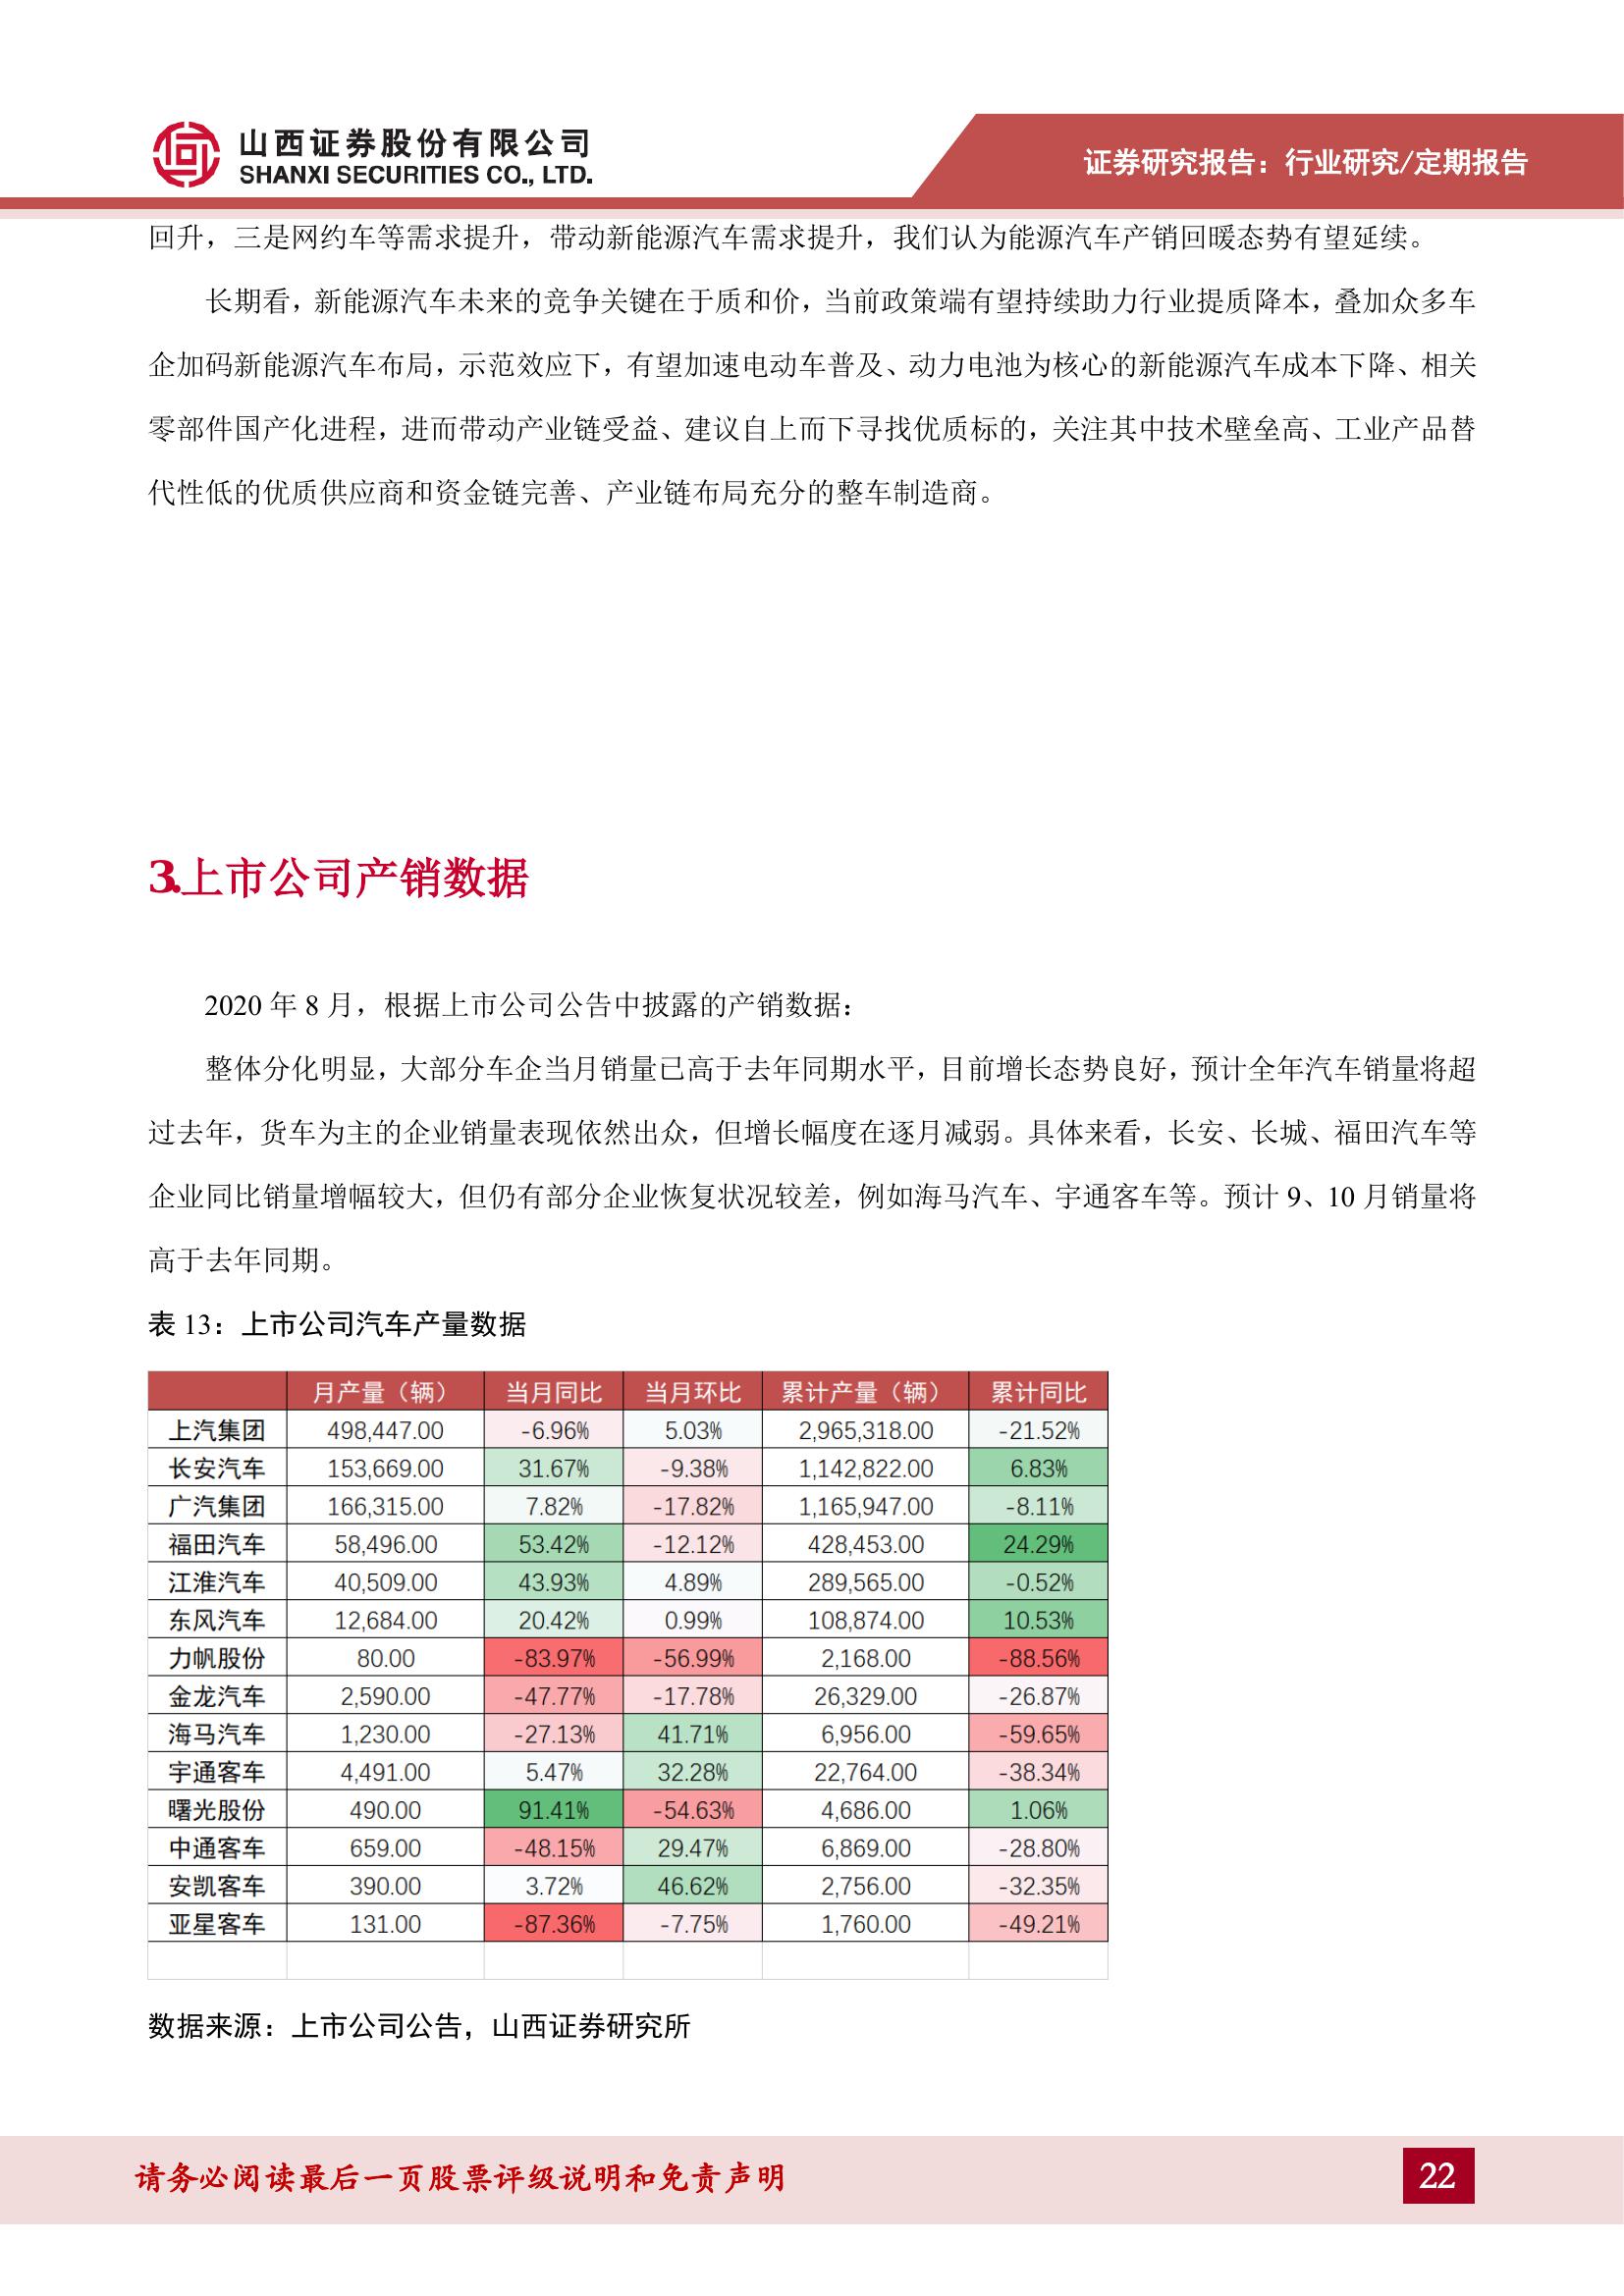 山西证券股份有限公司
SHANXI SECURITIES CO., LTD.
证券研究报告：行业研究/定期报告
回升，三是网约车等需求提升，带动新能源汽车需求提升，我们认为能源汽车产销回暖态势有望延续。
长期看，新能源汽车未来的竞争关键在于质和价，当前政策端有望持续助力行业提质降本，叠加众多车
企加码新能源汽车布局，示范效应下，有望加速电动车普及、动力电池为核心的新能源汽车成本下降、相关
零部件国产化进程，进而带动产业链受益、建议自上而下寻找优质标的，关注其中技术壁垒高、工业产品替
代性低的优质供应商和资金链完善、产业链布局充分的整车制造商。
3.上市公司产销数据
2020 年 8 月，根据上市公司公告中披露的产销数据：
整体分化明显，大部分车企当月销量已高于去年同期水平，目前增长态势良好，预计全年汽车销量将超
过去年，货车为主的企业销量表现依然出众，但增长幅度在逐月减弱。具体来看，长安、长城、福田汽车等
企业同比销量增幅较大，但仍有部分企业恢复状况较差，例如海马汽车、宇通客车等。预计 9、10 月销量将
高于去年同期。
表 13：上市公司汽车产量数据
月产量（辆） 当月同比 当月环比 累计产量（辆） 累计同比
上汽集团 498,447.00 -6.96% 5.03% 2,965,318.00 -21.52%
长安汽车 153,669.00 31.67% -9.38% 1,142,822.00 6.83%
广汽集团 166,315.00 7.82% -17.82% 1,165,947.00 -8.11%
福田汽车 58,496.00 53.42% -12.12% 428,453.00 24.29%
江淮汽车 40,509.00 43.93% 4.89% 289,565.00 -0.52%
东风汽车 12,684.00 20.42% 0.99% 108,874.00 10.53%
力帆股份 80.00 -83.97% -56.99% 2,168.00 -88.56%
金龙汽车 2,590.00 -47.77% -17.78% 26,329.00 -26.87%
海马汽车 1,230.00 -27.13% 41.71% 6,956.00 -59.65%
宇通客车 4,491.00 5.47% 32.28% 22,764.00 -38.34%
曙光股份 490.00 91.41% -54.63% 4,686.00 1.06%
中通客车 659.00 -48.15% 29.47% 6,869.00 -28.80%
安凯客车 390.00 3.72% 46.62% 2,756.00 -32.35%
亚星客车 131.00 -87.36% -7.75% 1,760.00 -49.21%
数据来源：上市公司公告，山西证券研究所
请务必阅读最后一页股票评级说明和免责声明
22